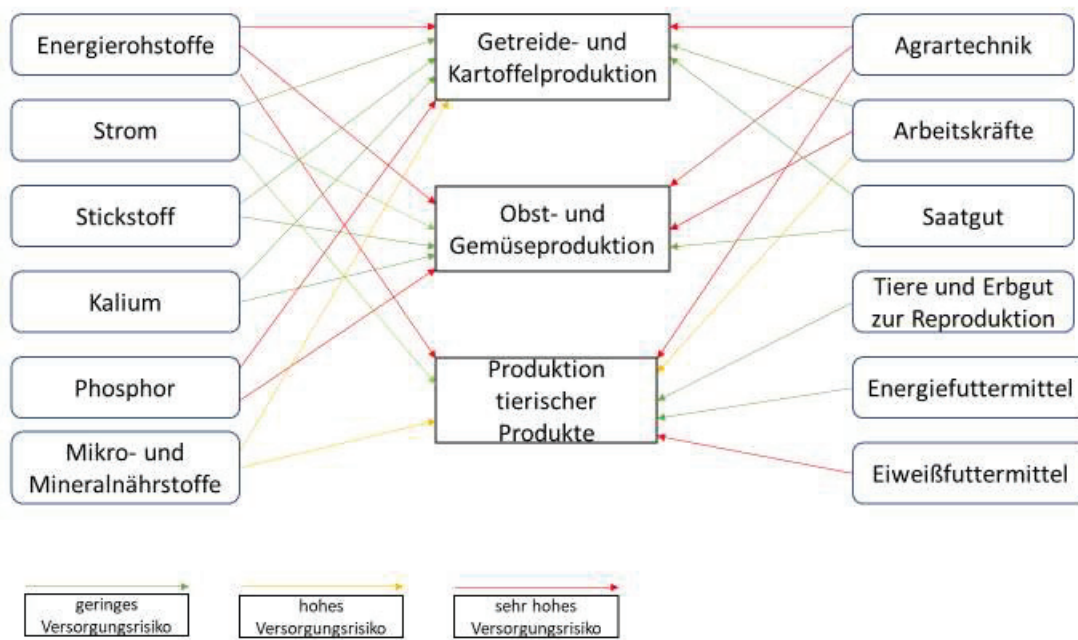 Energierohstoffe
Strom
Stickstoff
Kalium
Phosphor
Mikro- und
Mineralnährstoffe
Getreide- und
Kartoffelproduktion
Obst- und
Gemüseproduktion
Produktion
tierischer
Produkte
Agrartechnik
Arbeitskräfte
Saatgut
Tiere und Erbgut
zur Reproduktion
Energiefuttermittel
Eiweißfuttermittel
geringes
Versorgungsrisiko
hohes
Versorgungsrisiko
sehr hohes
Versorgungsrisiko